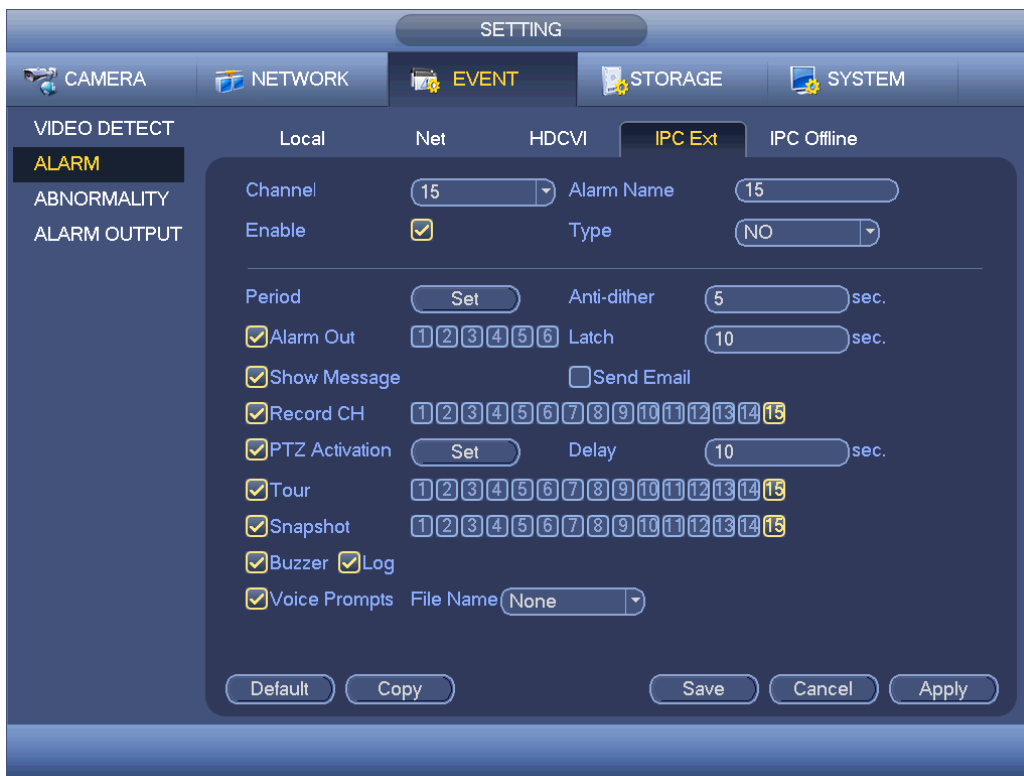 SETTING
CAMERA NETWORK EVENT STORAGE SYSTEM
VIDEO DETECT
ALARM
ABNORMALITY
ALARM OUTPUT
Local Net HDCVI IPC Ext IPC Offline
Channel 15 Alarm Name 15
Enable Type NO
Period Set Anti-dither 5 sec.
Alarm Out 1 2 3 4 5 6 Latch 10 sec.
Show Message Send Email
Record CH 1 2 3 4 5 6 7 8 9 10 11 12 13 14 15
PTZ Activation Set Delay 10 sec.
Tour 1 2 3 4 5 6 7 8 9 10 11 12 13 14 15
Snapshot 1 2 3 4 5 6 7 8 9 10 11 12 13 14 15
Buzzer Log
Voice Prompts File Name None
Default Copy Save Cancel Apply